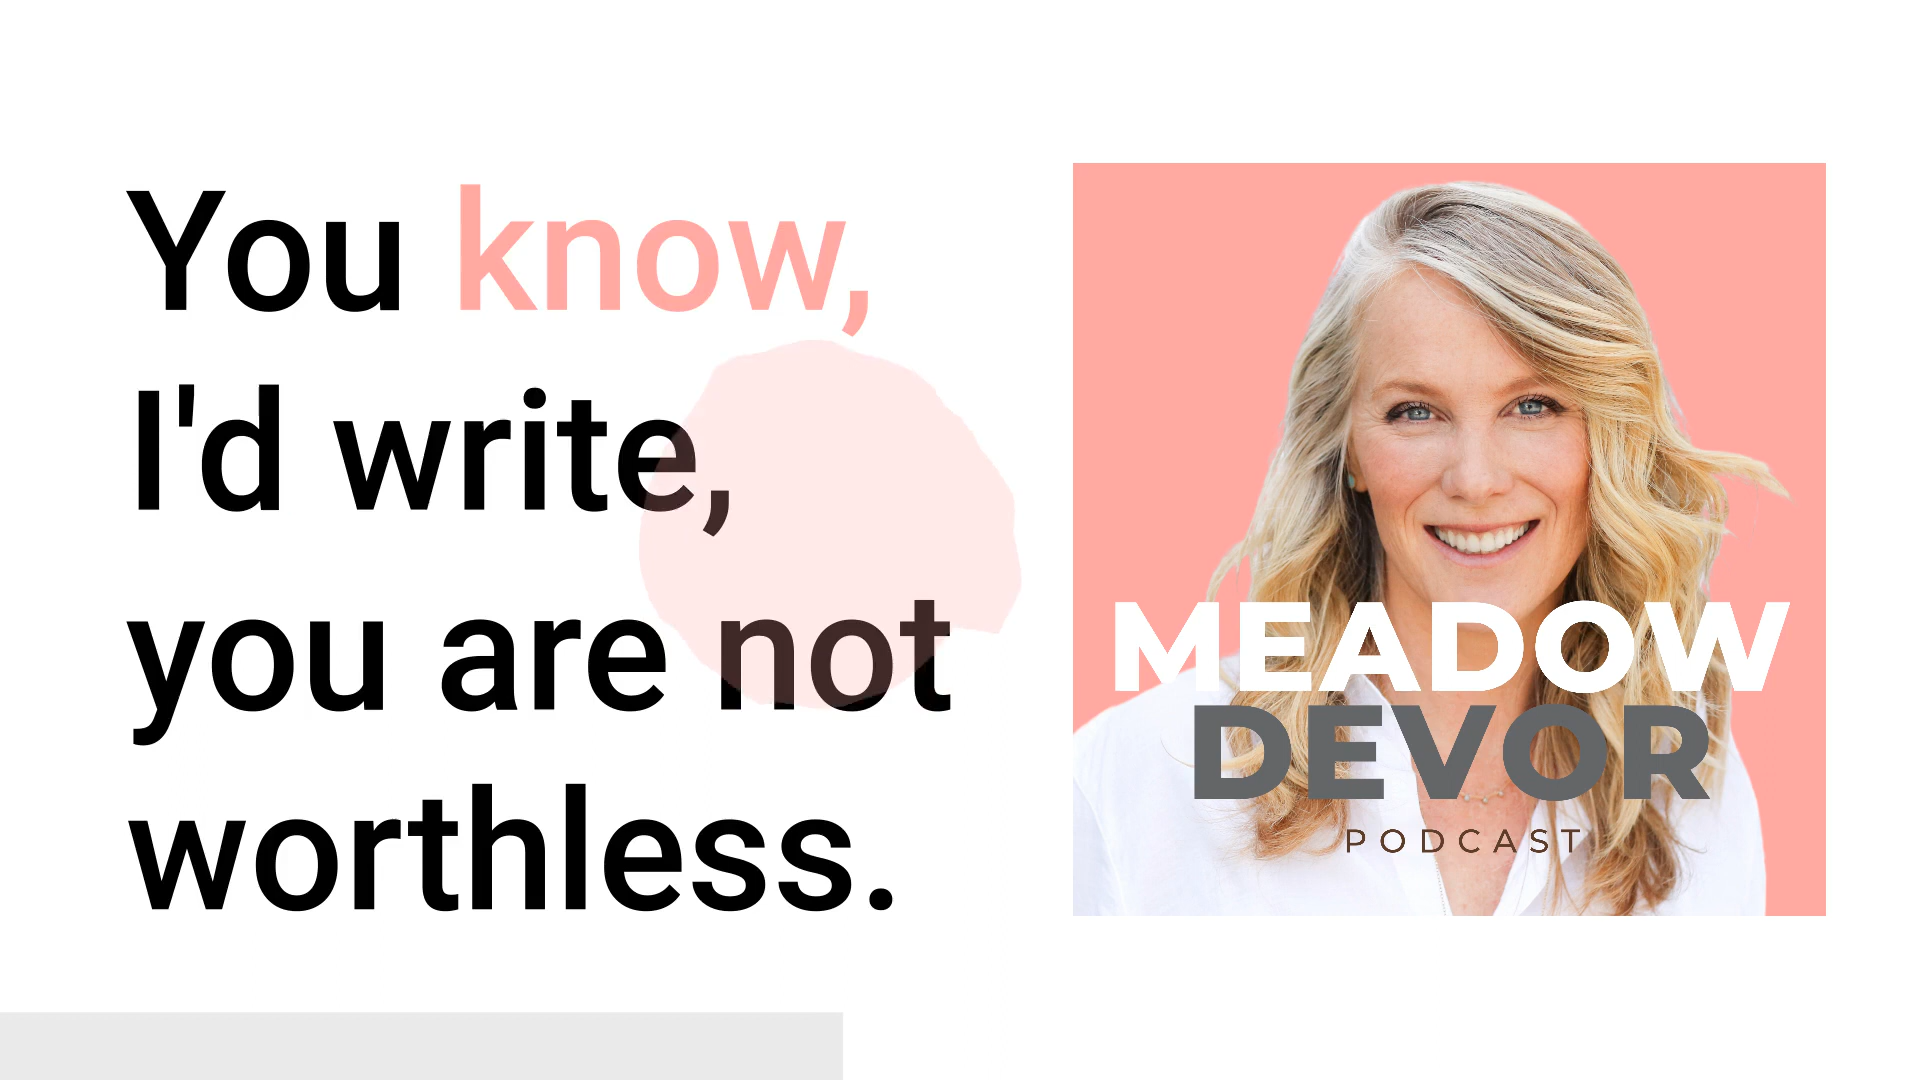 You know,
I'd write,
you are not
worthless.
MEADOW
DEVOR
PODCAST